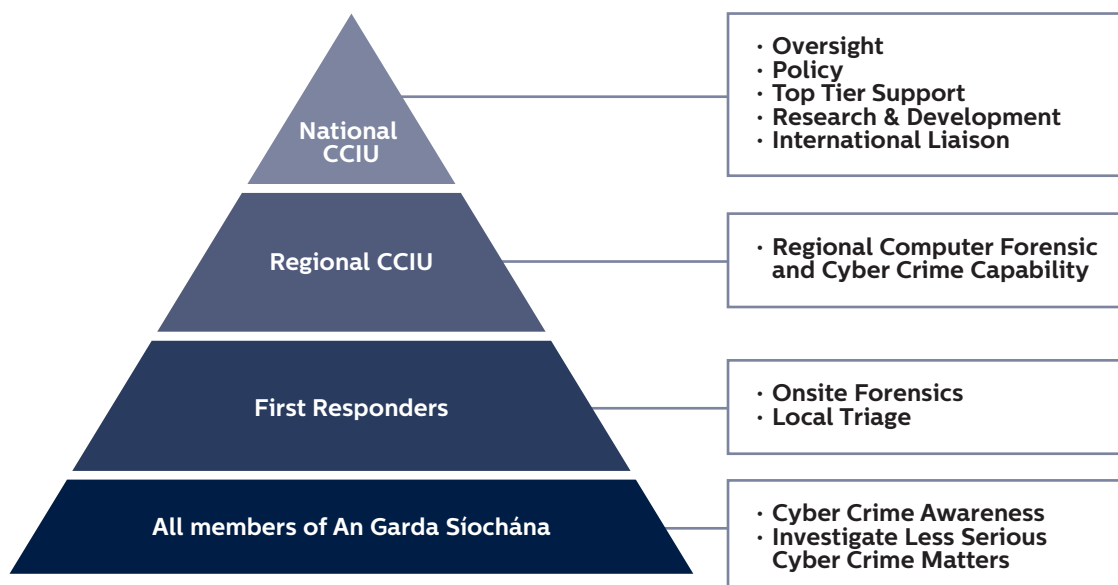 National
CCIU
· Oversight
· Policy
· Top Tier Support
· Research & Development
· International Liaison
Regional CCIU
· Regional Computer Forensic
and Cyber Crime Capability
First Responders
· Onsite Forensics
· Local Triage
All members of An Garda Síochána
· Cyber Crime Awareness
· Investigate Less Serious
Cyber Crime Matters